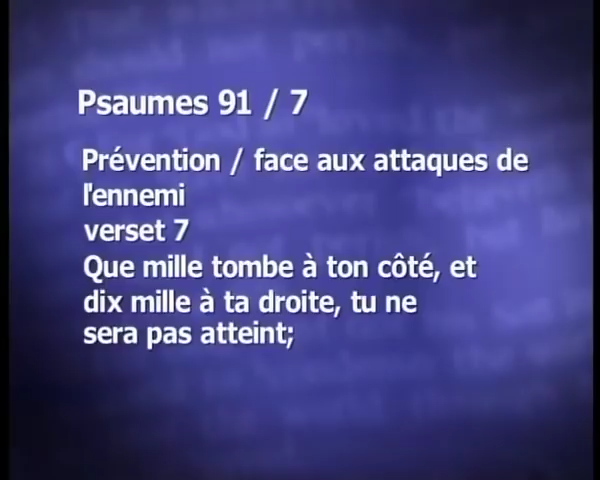 Psaumes 91 / 7
Prévention / face aux attaques de
l'ennemi
verset 7
Que mille tombe à ton côté, et
dix mille à ta droite, tu ne
sera pas atteint;